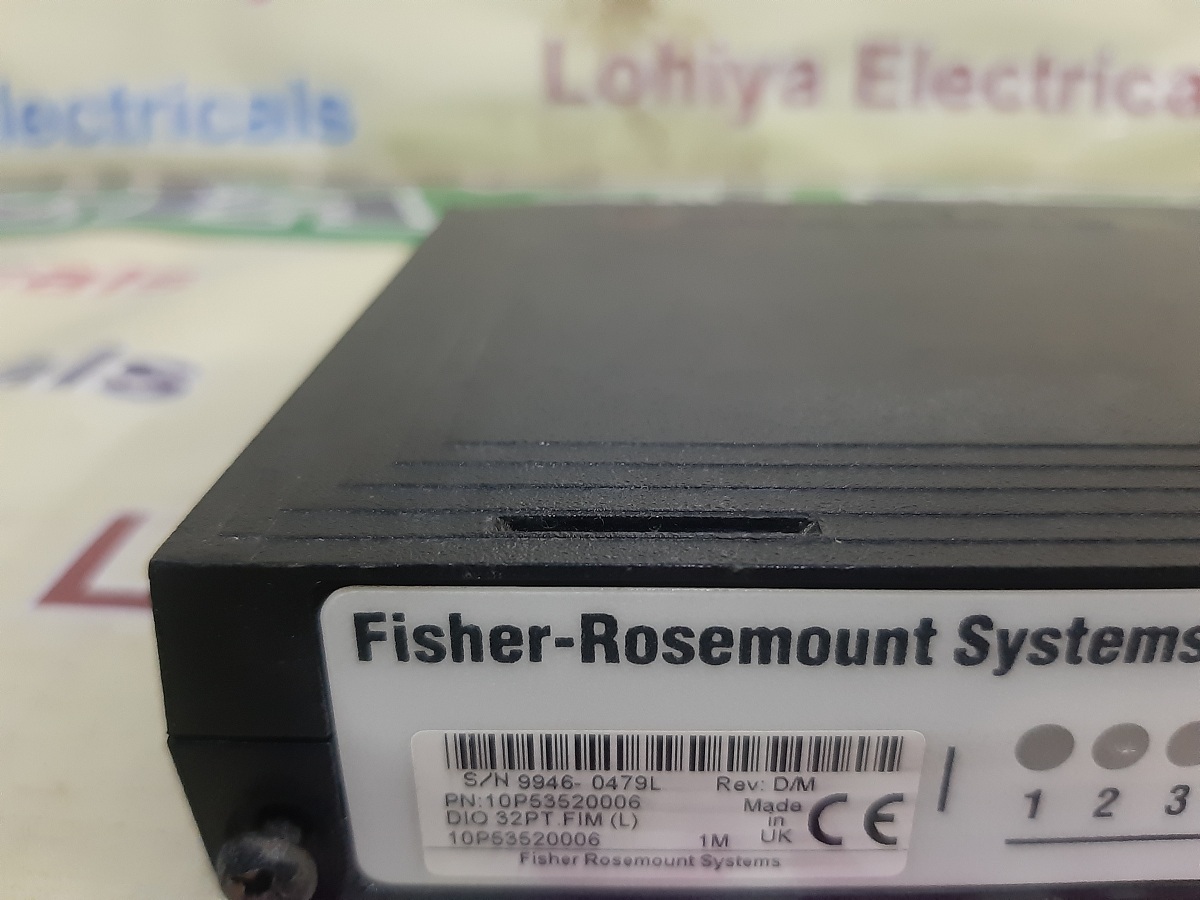 Lohiya Electrica
lectricals
Fisher-Rosemount Systems
S/N 9946- 0479L Rev: D/M
PN:10P53520006 Made
DIO 32PT.FIM (L) in
10P53520006 1M UK CE
Fisher Rosemount Systems
1 2 3